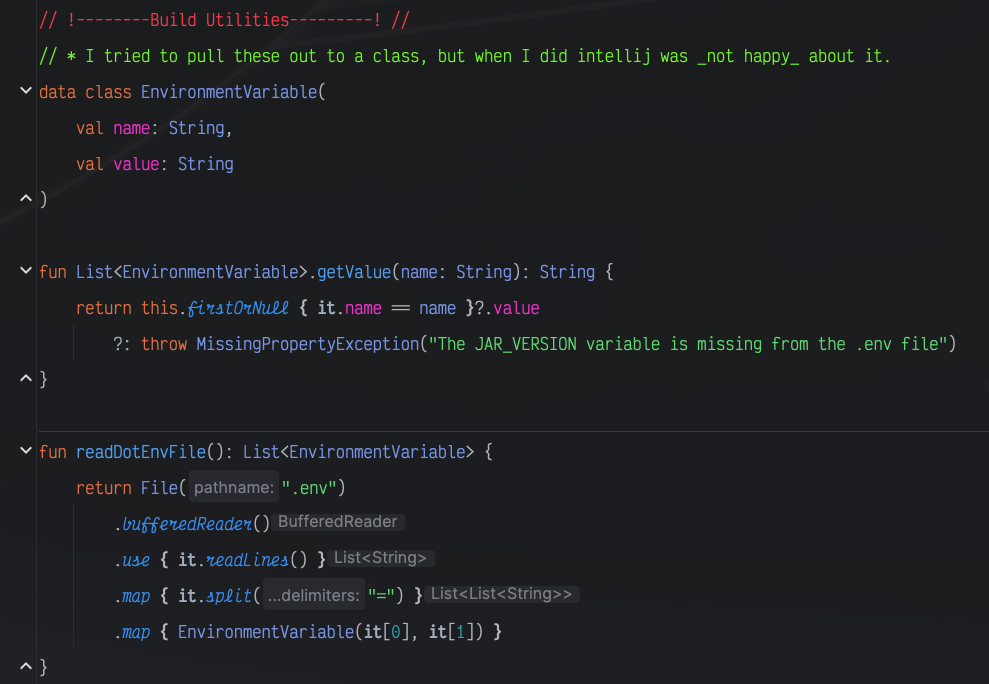 // !--------Build Utilities---------! //
// * I tried to pull these out to a class, but when I did intellij was _not happy_ about it.
data class EnvironmentVariable(
    val name: String,
    val value: String
)
fun List<EnvironmentVariable>.getValue(name: String): String {
    return this.firstOrNull { it.name == name }?.value
        ?: throw MissingPropertyException("The JAR_VERSION variable is missing from the .env file")
}
fun readDotEnvFile(): List<EnvironmentVariable> {
    return File( pathname: ".env")
        .bufferedReader() BufferedReader
        .use { it.readLines() } List<String>
        .map { it.split( ...delimiters: "=") } List<List<String>>
        .map { EnvironmentVariable(it[0], it[1]) }
}